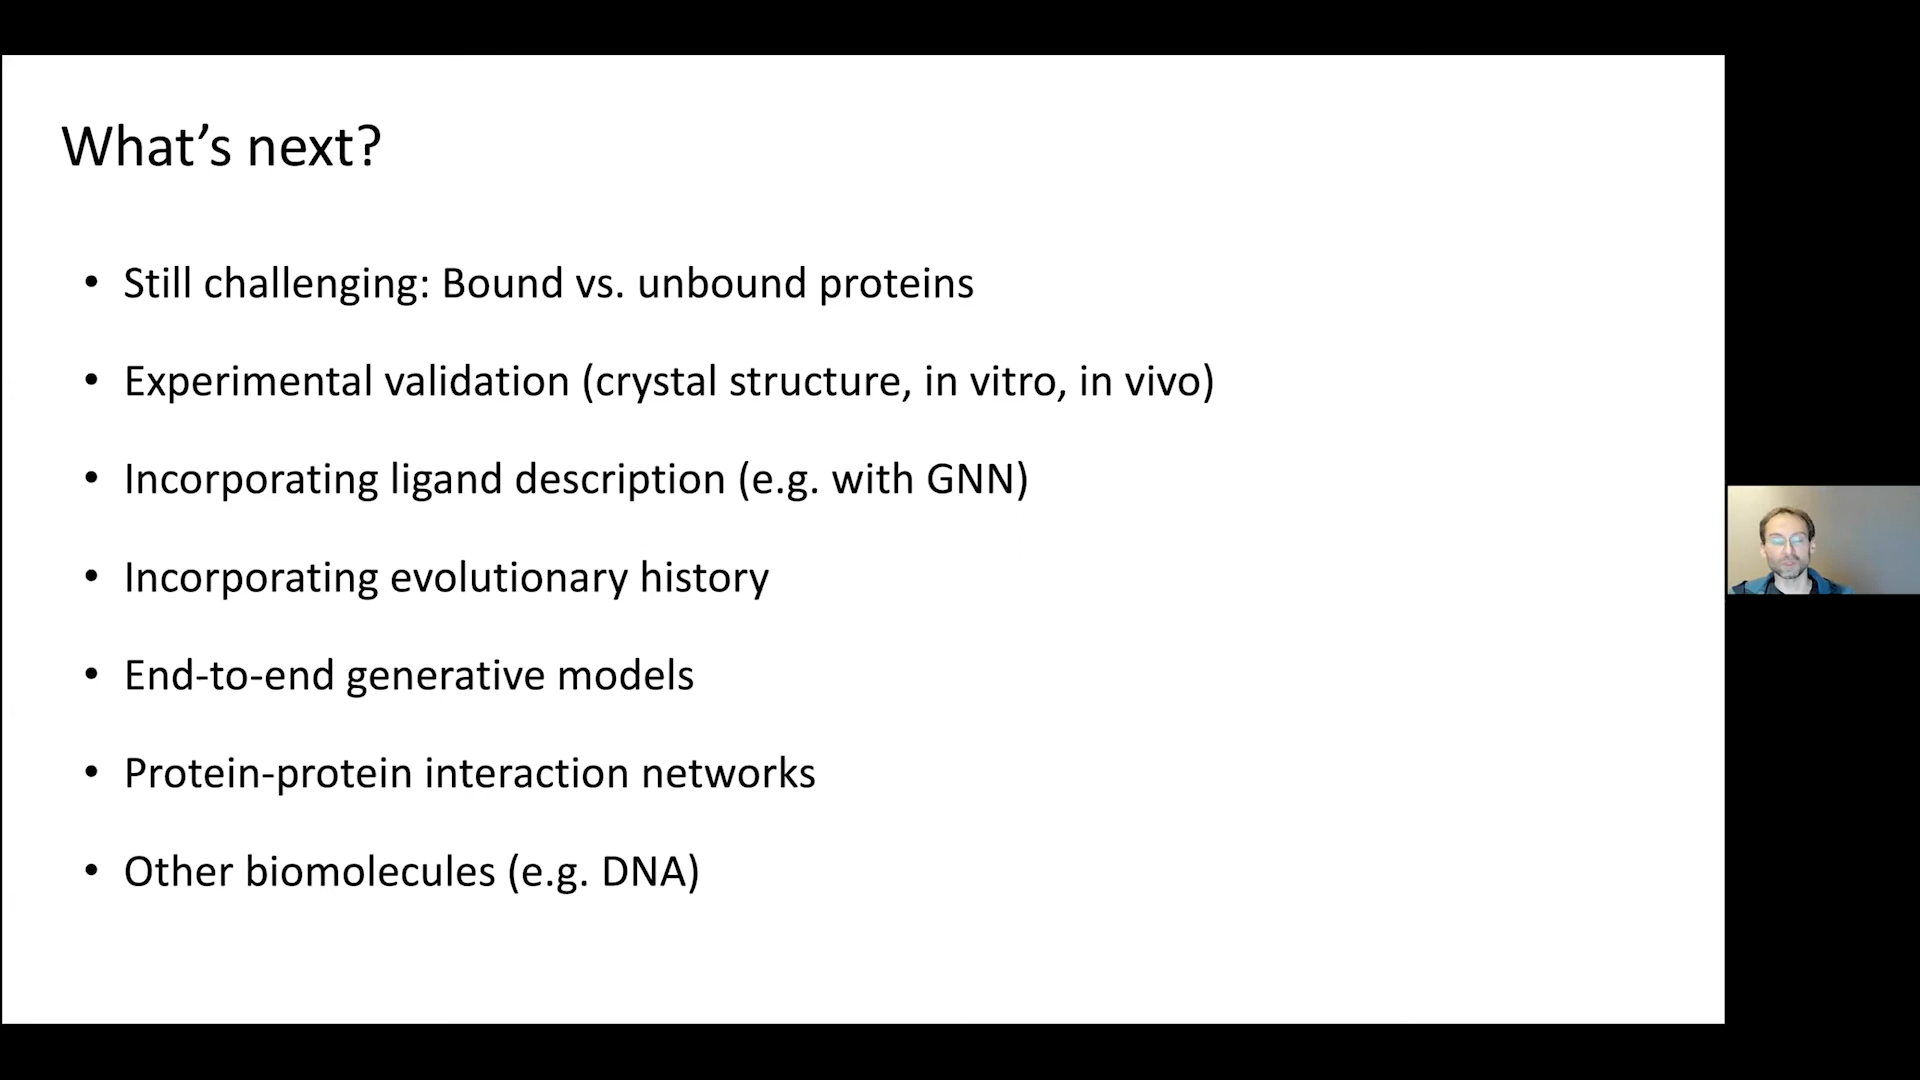 What’s next?
• Still challenging: Bound vs. unbound proteins
• Experimental validation (crystal structure, in vitro, in vivo)
• Incorporating ligand description (e.g. with GNN)
• Incorporating evolutionary history
• End-to-end generative models
• Protein-protein interaction networks
• Other biomolecules (e.g. DNA)